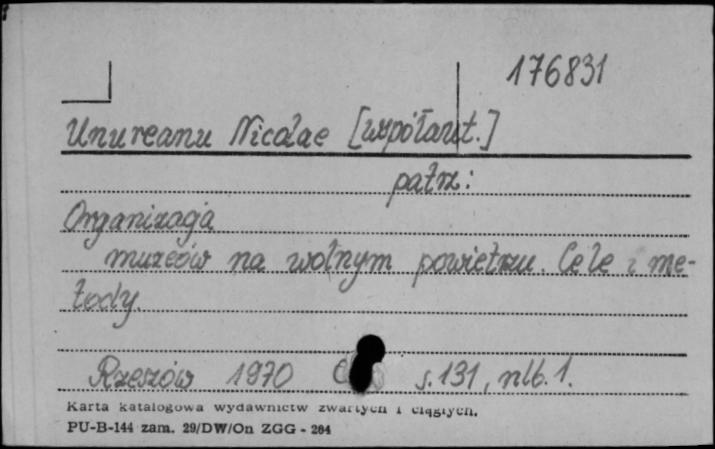 176831
Unureanu Nicolae [współaut.]
patrz:
Organizacja
muzeów na wolnym powietrzu. Cele i me-
tody.
Rzeszów 1970 s. 131, nlb. 1.
Karta katalogowa wydawnictw zwartych i ciągłych.
PU-B-144 zam. 29/DW/On ZGG - 264